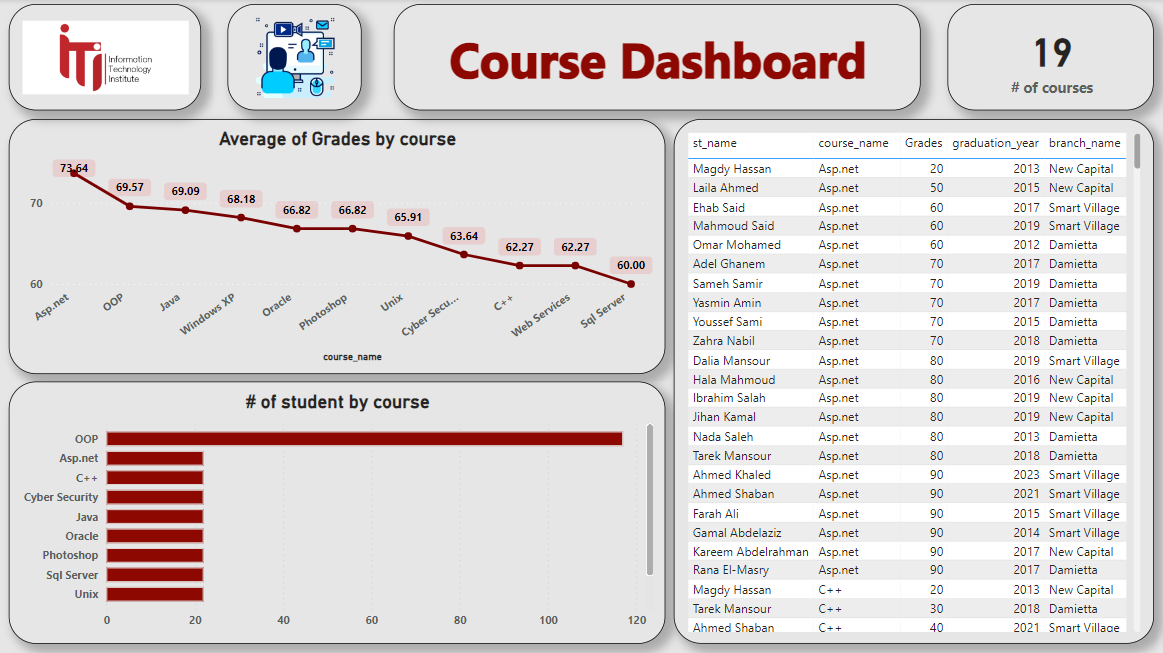 iTi
Information
Technology
Institute
Course Dashboard
19
# of courses
Average of Grades by course
73.64
69.57
69.09
68.18
66.82
66.82
65.91
63.64
62.27
62.27
60.00
70
60
Asp.net
OOP
Java
Windows XP
Oracle
Photoshop
Unix
Cyber Secu...
C++
Web Services
Sql Server
course_name
# of student by course
OOP
Asp.net
C++
Cyber Security
Java
Oracle
Photoshop
Sql Server
Unix
0 20 40 60 80 100 120
st_name course_name Grades graduation_year branch_name
Magdy Hassan Asp.net 20 2013 New Capital
Laila Ahmed Asp.net 50 2015 New Capital
Ehab Said Asp.net 60 2017 Smart Village
Mahmoud Said Asp.net 60 2019 Smart Village
Omar Mohamed Asp.net 60 2012 Damietta
Adel Ghanem Asp.net 70 2017 Damietta
Sameh Samir Asp.net 70 2019 Damietta
Yasmin Amin Asp.net 70 2017 Damietta
Youssef Sami Asp.net 70 2015 Damietta
Zahra Nabil Asp.net 70 2018 Damietta
Dalia Mansour Asp.net 80 2019 Smart Village
Hala Mahmoud Asp.net 80 2016 New Capital
Ibrahim Salah Asp.net 80 2019 New Capital
Jihan Kamal Asp.net 80 2019 New Capital
Nada Saleh Asp.net 80 2013 Damietta
Tarek Mansour Asp.net 80 2018 Damietta
Ahmed Khaled Asp.net 90 2023 Smart Village
Ahmed Shaban Asp.net 90 2021 Smart Village
Farah Ali Asp.net 90 2015 Smart Village
Gamal Abdelaziz Asp.net 90 2014 Smart Village
Kareem Abdelrahman Asp.net 90 2017 New Capital
Rana El-Masry Asp.net 90 2017 Damietta
Magdy Hassan C++ 20 2013 New Capital
Tarek Mansour C++ 30 2018 Damietta
Ahmed Shaban C++ 40 2021 Smart Village